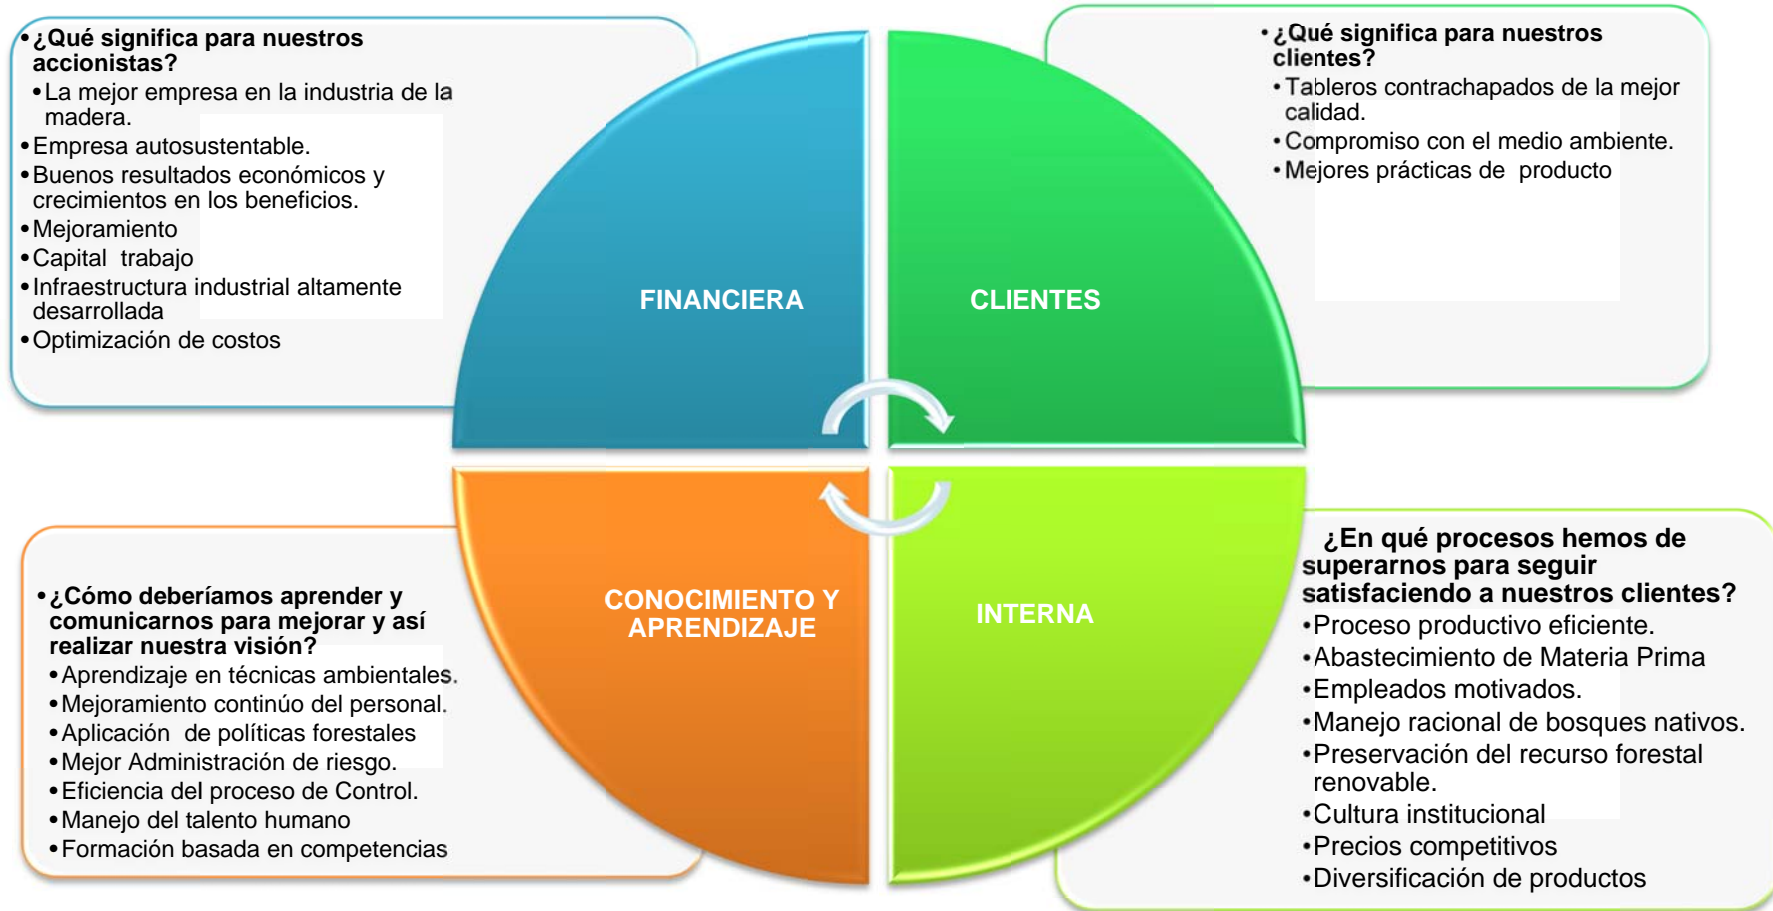 •¿Qué significa para nuestros
accionistas?
•La mejor empresa en la industria de la
madera.
•Empresa autosustentable.
•Buenos resultados económicos y
crecimientos en los beneficios.
•Mejoramiento
•Capital trabajo
•Infraestructura industrial altamente
desarrollada
•Optimización de costos
FINANCIERA
CLIENTES
•¿Qué significa para nuestros
clientes?
•Tableros contrachapados de la mejor
calidad.
•Compromiso con el medio ambiente.
•Mejores prácticas de producto
•¿Cómo deberíamos aprender y
comunicarnos para mejorar y así
realizar nuestra visión?
•Aprendizaje en técnicas ambientales.
•Mejoramiento continúo del personal.
•Aplicación de políticas forestales
•Mejor Administración de riesgo.
•Eficiencia del proceso de Control.
•Manejo del talento humano
•Formación basada en competencias
CONOCIMIENTO Y
APRENDIZAJE
INTERNA
¿En qué procesos hemos de
superarnos para seguir
satisfaciendo a nuestros clientes?
•Proceso productivo eficiente.
•Abastecimiento de Materia Prima
•Empleados motivados.
•Manejo racional de bosques nativos.
•Preservación del recurso forestal
renovable.
•Cultura institucional
•Precios competitivos
•Diversificación de productos